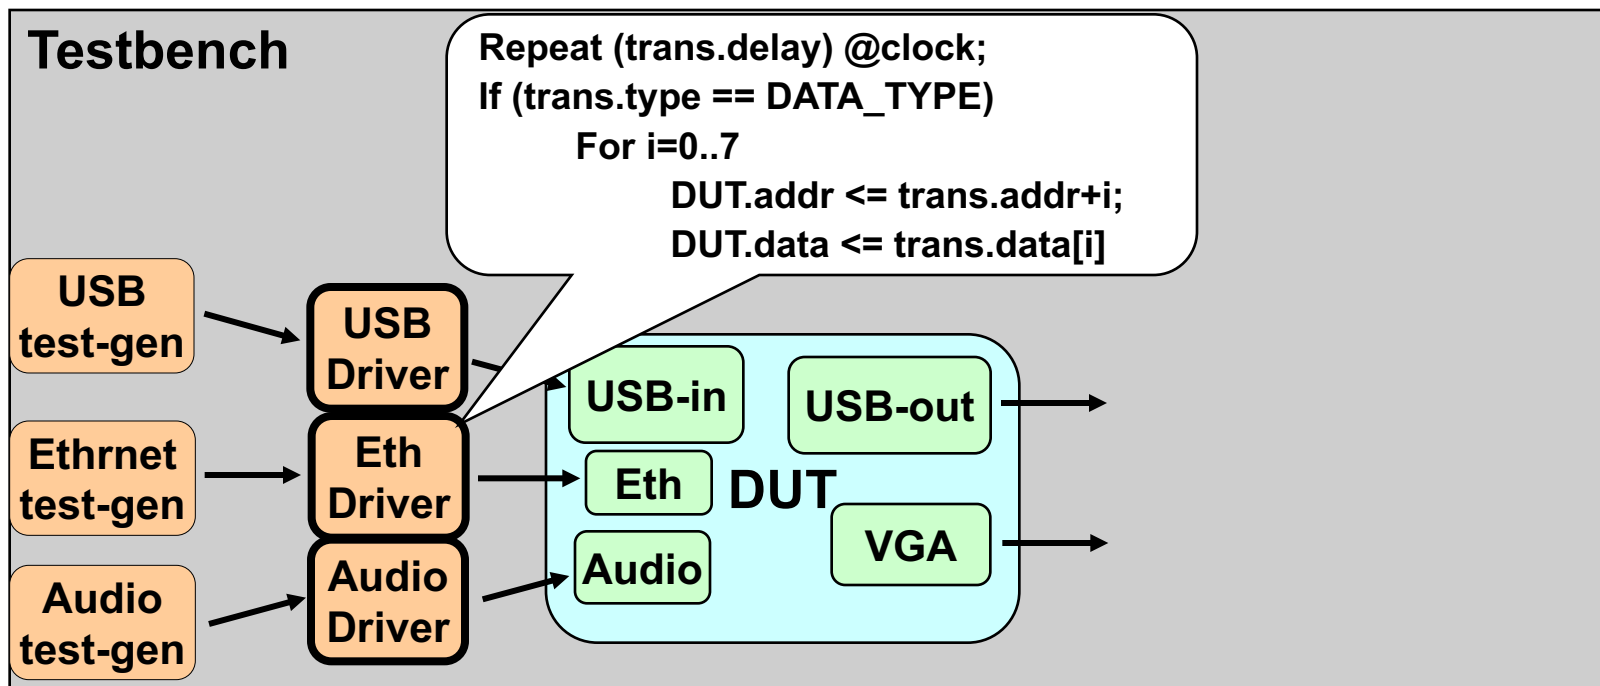 Testbench
Repeat (trans.delay) @clock;
If (trans.type == DATA_TYPE)
For i=0..7
DUT.addr <= trans.addr+i;
DUT.data <= trans.data[i]
USB
test-gen
USB
Driver
USB-in
USB-out
Ethrnet
test-gen
Eth
Driver
Eth
DUT
VGA
Audio
test-gen
Audio
Driver
Audio